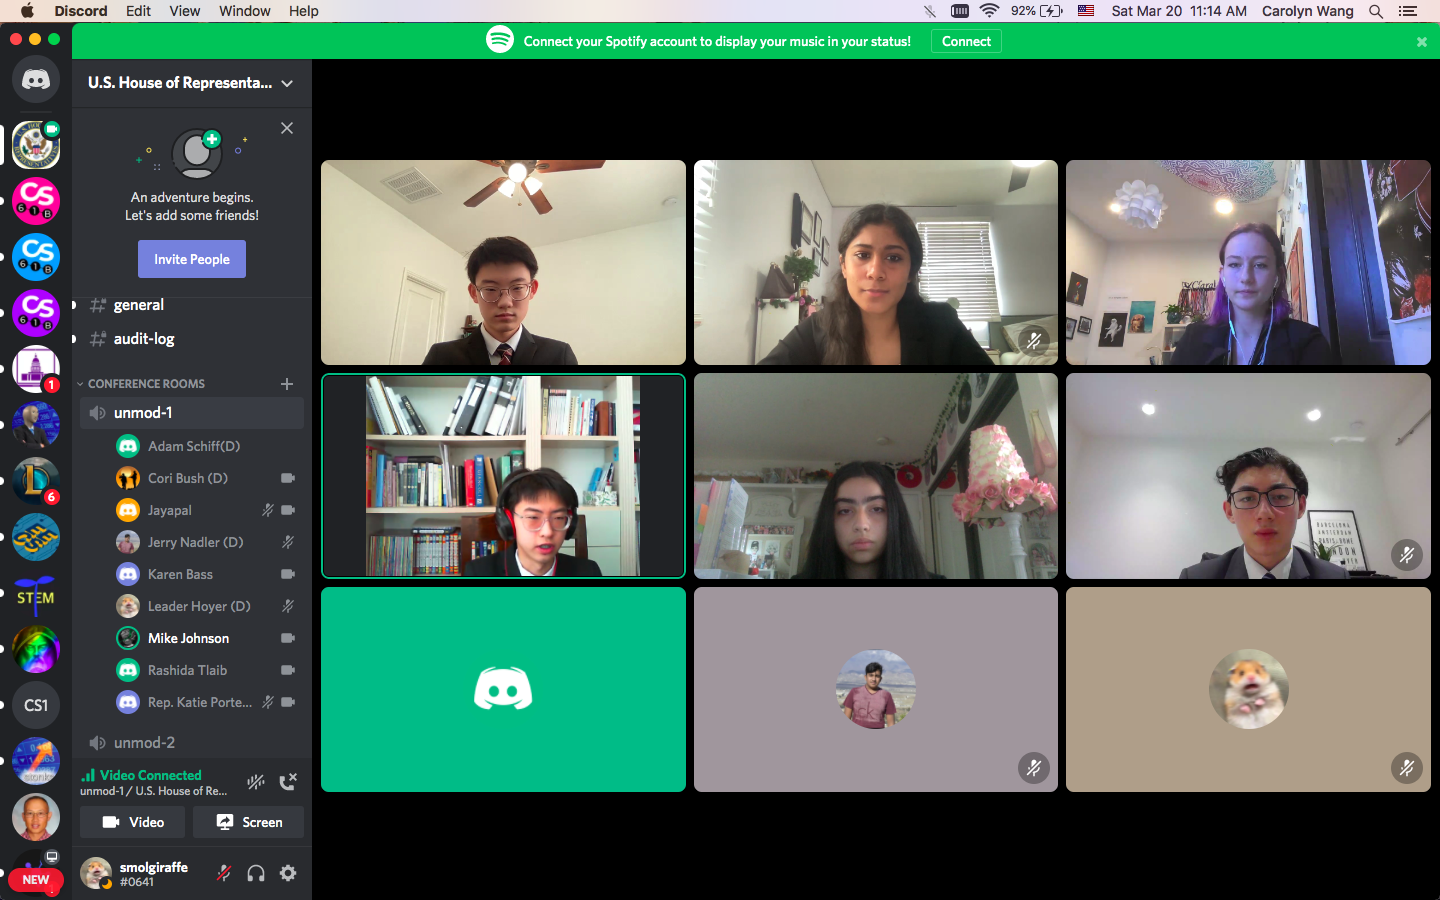 Discord Edit View Window Help 92% Sat Mar 20 11:14 AM Carolyn Wang
Connect your Spotify account to display your music in your status! Connect
U.S. House of Representa...
An adventure begins.
Let's add some friends!
Invite People
general
audit-log
CONFERENCE ROOMS
unmod-1
Adam Schiff(D)
Cori Bush (D)
Jayapal
Jerry Nadler (D)
Karen Bass
Leader Hoyer (D)
Mike Johnson
Rashida Tlaib
Rep. Katie Porte...
unmod-2
Video Connected
unmod-1 / U.S. House of Re...
Video Screen
smolgiraffe
#0641
CS
6 1 B
CS
6 1 B
CS
6 1 B
1
6
STEM
CS1
NEW
BARCELONA
AMSTERDAM